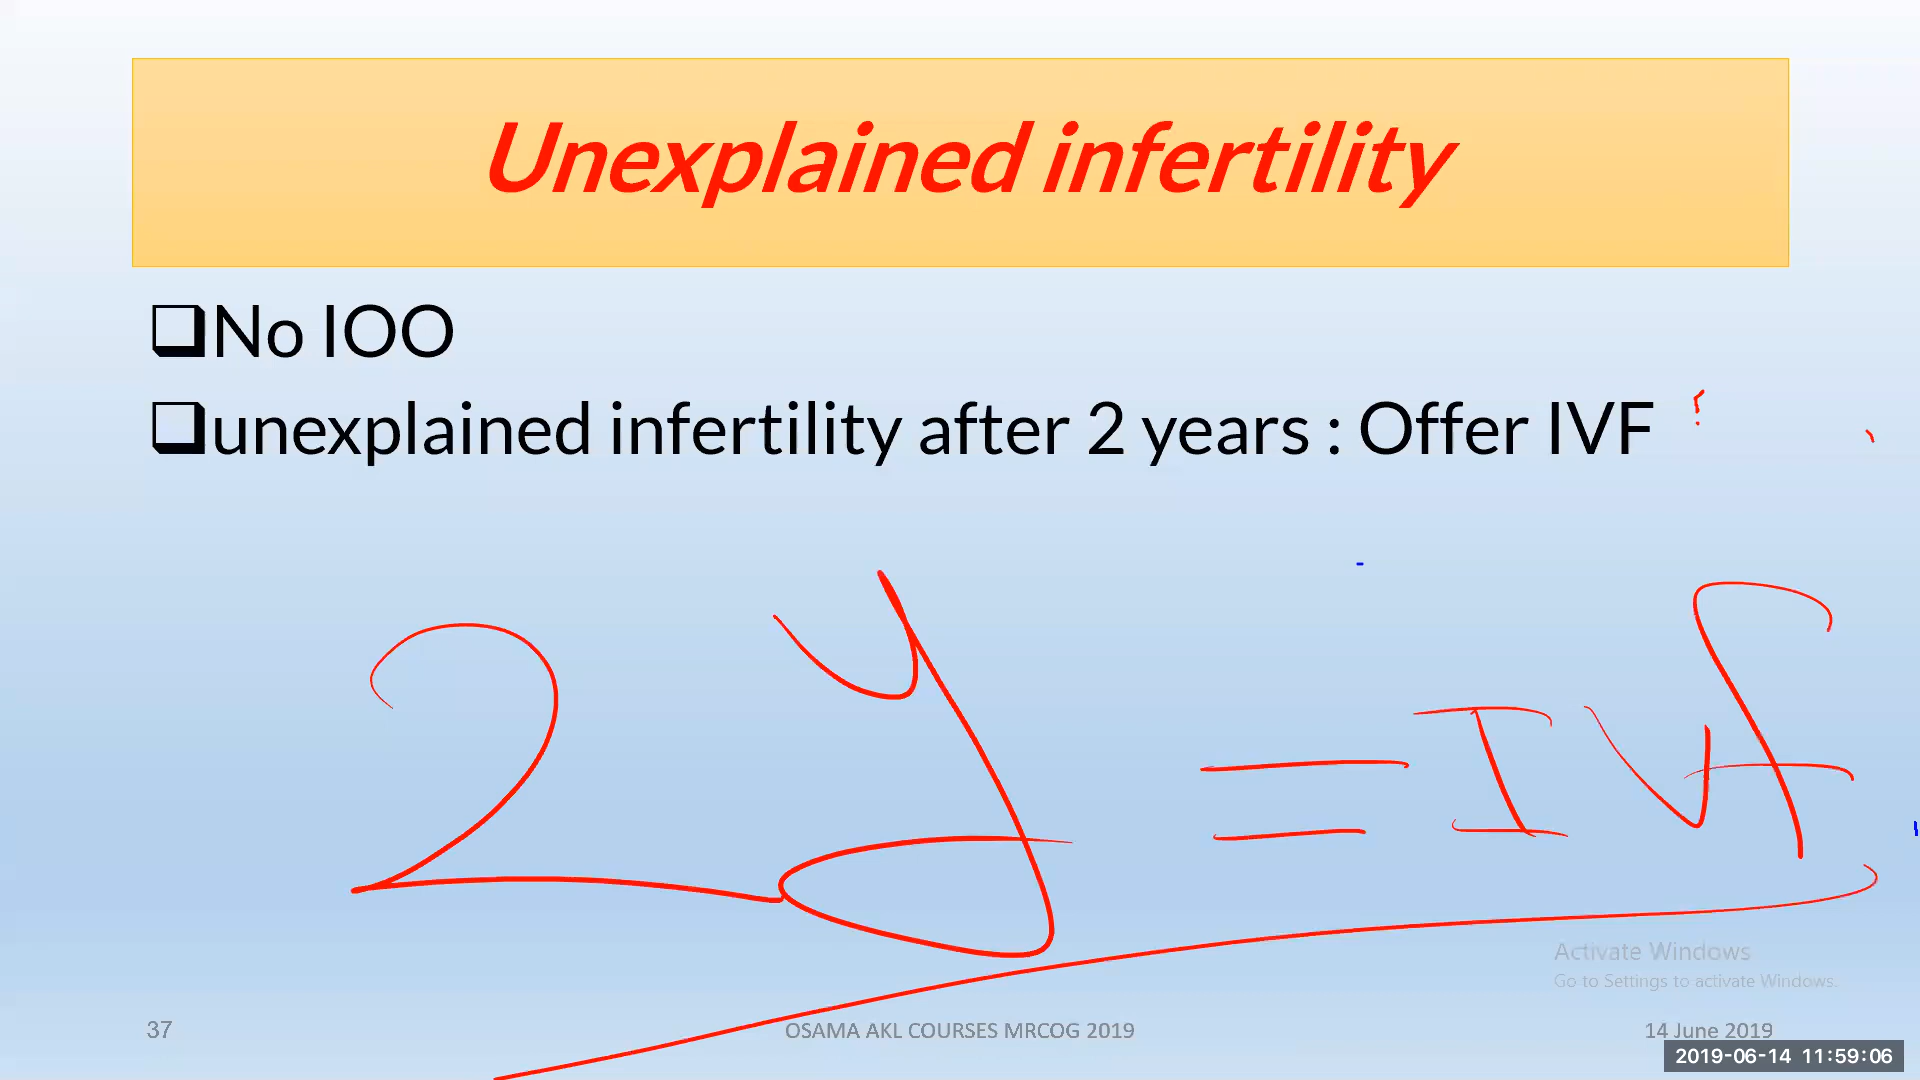 Unexplained infertility
No IOO
unexplained infertility after 2 years : Offer IVF
2 y = IVF
Activate Windows
Go to Settings to activate Windows.
37
OSAMA AKL COURSES MRCOG 2019
14 June 2019
2019-06-14 11:59:06